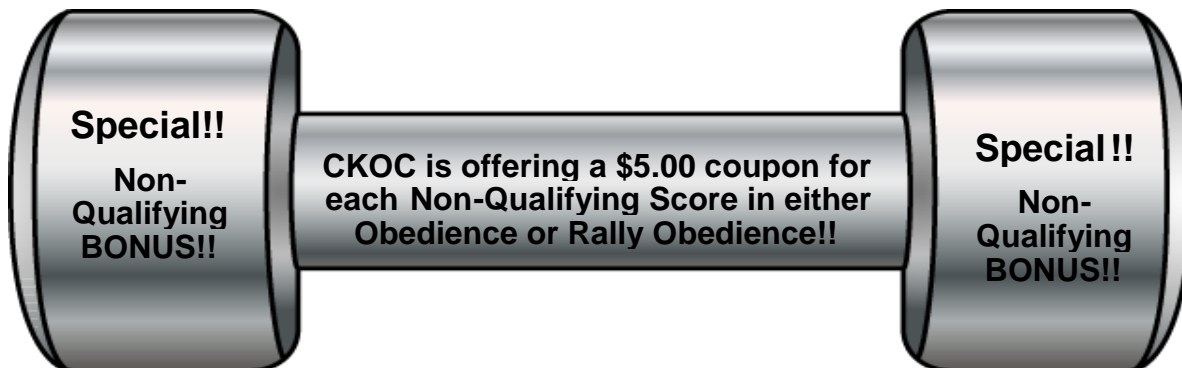 Special!!
Non-
Qualifying
BONUS!!
CKOC is offering a $5.00 coupon for
each Non-Qualifying Score in either
Obedience or Rally Obedience!!
Special!!
Non-
Qualifying
BONUS!!